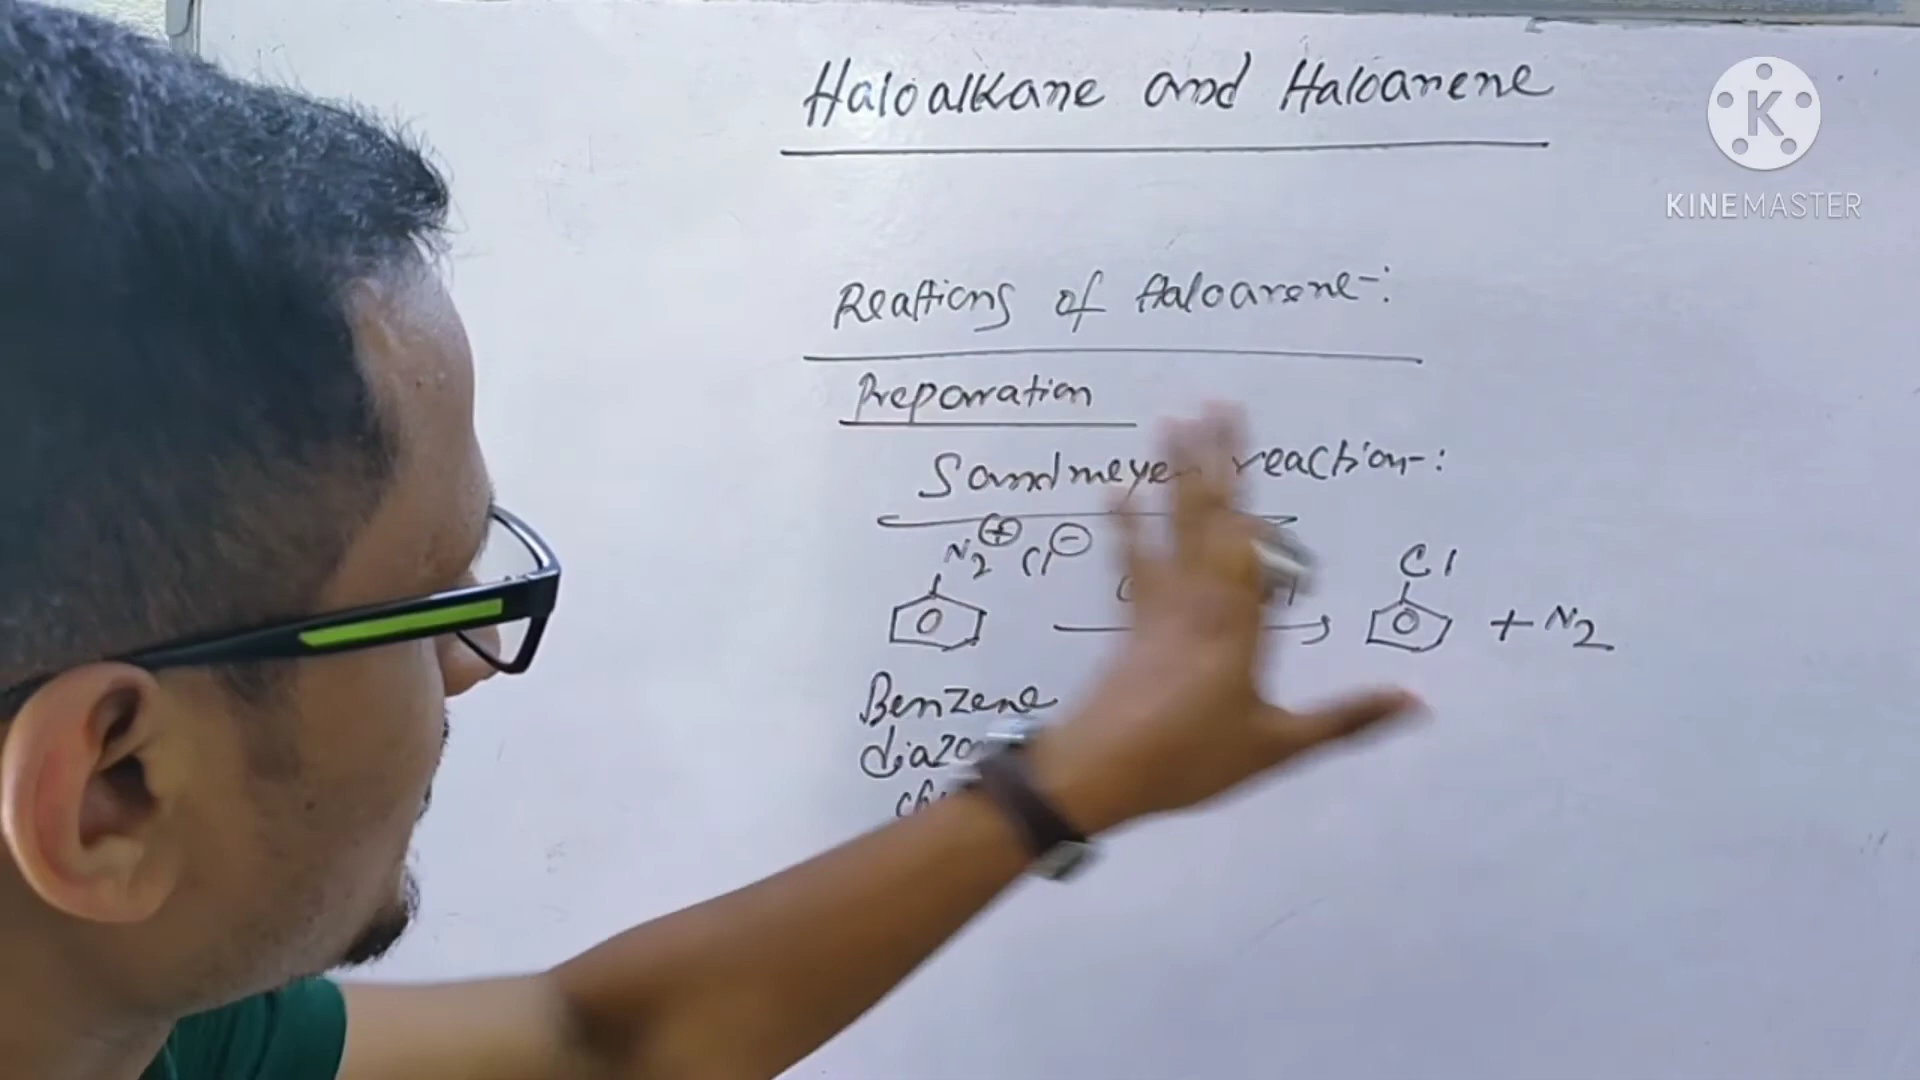 Haloalkane and Haloarene
KINEMASTER
Reactions of Haloarene-:
Preparation
Sandmeyer reaction-:
N2 ⊕ Cl ⊖
Cl
+ N2
Benzene